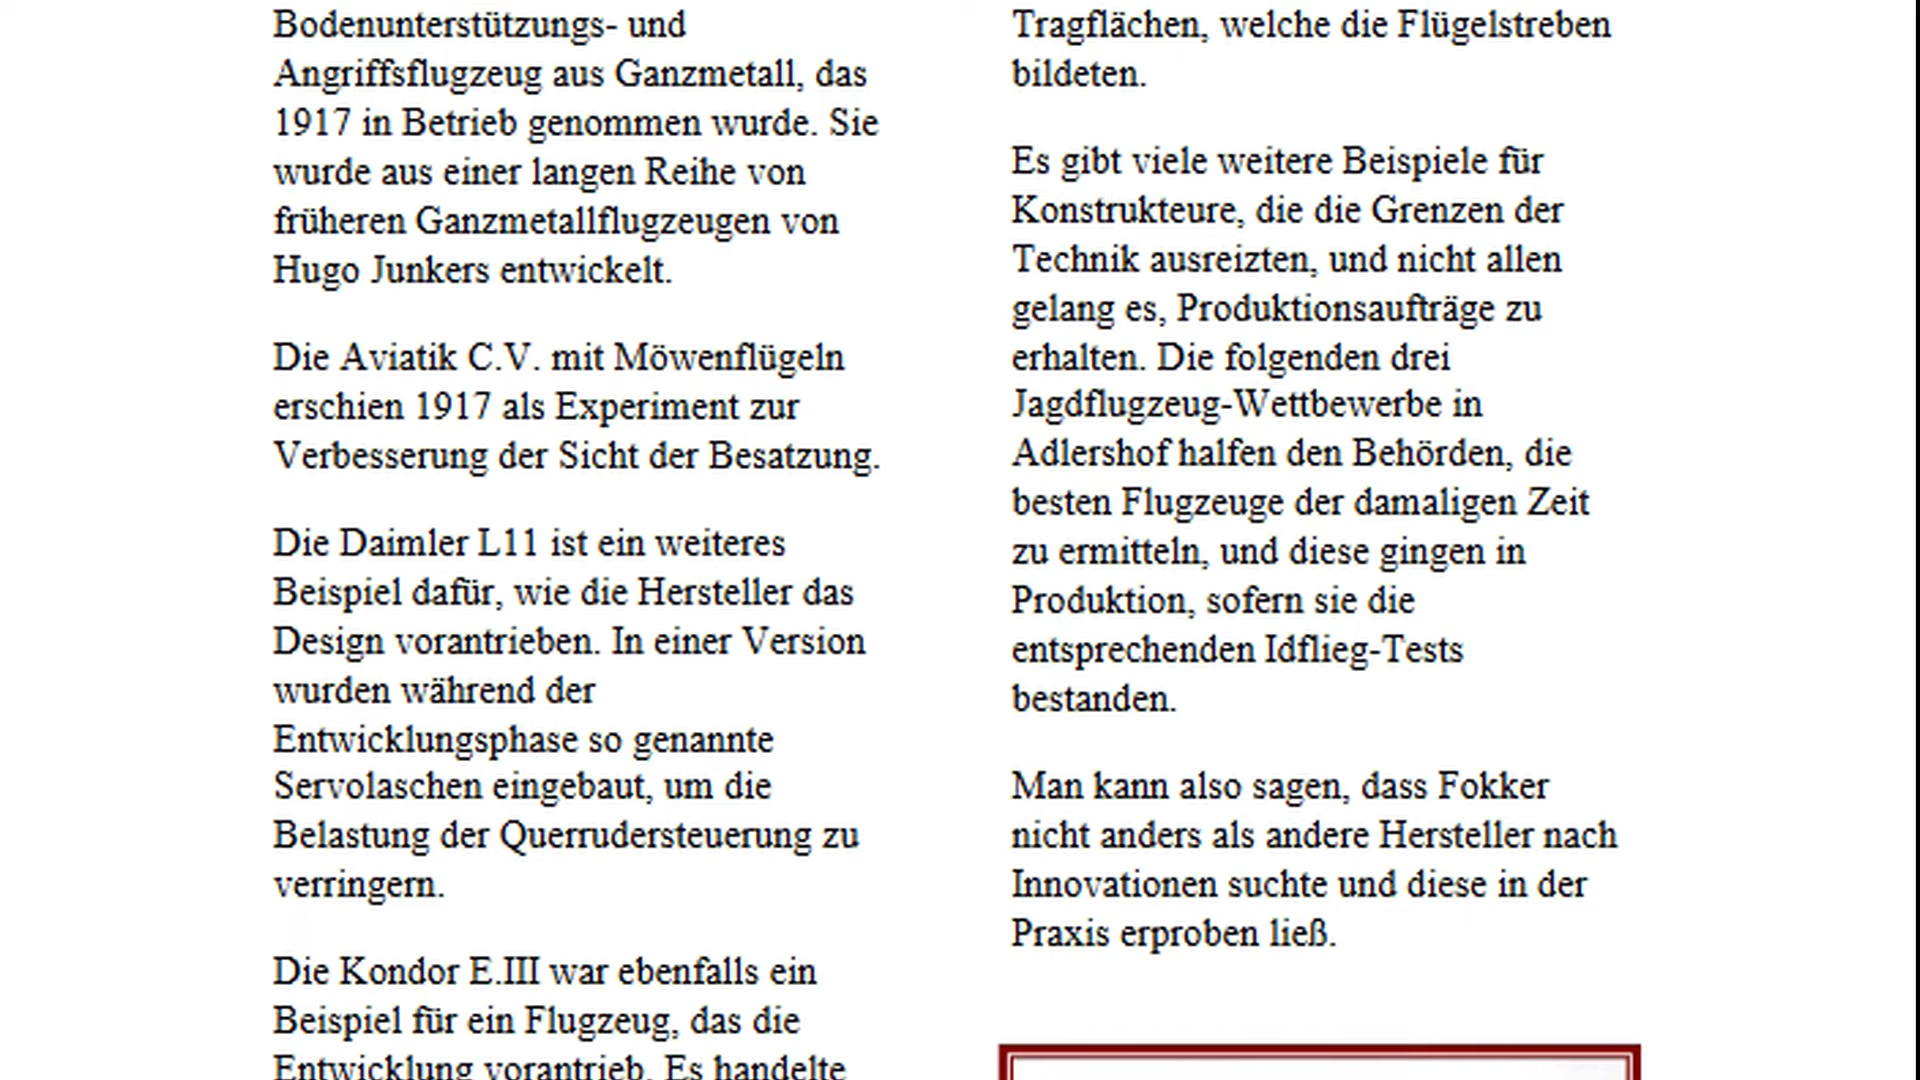 Bodenunterstützungs- und
Angriffsflugzeug aus Ganzmetall, das
1917 in Betrieb genommen wurde. Sie
wurde aus einer langen Reihe von
früheren Ganzmetallflugzeugen von
Hugo Junkers entwickelt.
Die Aviatik C.V. mit Möwenflügeln
erschien 1917 als Experiment zur
Verbesserung der Sicht der Besatzung.
Die Daimler L11 ist ein weiteres
Beispiel dafür, wie die Hersteller das
Design vorantrieben. In einer Version
wurden während der
Entwicklungsphase so genannte
Servolaschen eingebaut, um die
Belastung der Querrudersteuerung zu
verringern.
Die Kondor E.III war ebenfalls ein
Beispiel für ein Flugzeug, das die
Entwicklung vorantrieb. Es handelte
Tragflächen, welche die Flügelstreben
bildeten.
Es gibt viele weitere Beispiele für
Konstrukteure, die die Grenzen der
Technik ausreizten, und nicht allen
gelang es, Produktionsaufträge zu
erhalten. Die folgenden drei
Jagdflugzeug-Wettbewerbe in
Adlershof halfen den Behörden, die
besten Flugzeuge der damaligen Zeit
zu ermitteln, und diese gingen in
Produktion, sofern sie die
entsprechenden Idflieg-Tests
bestanden.
Man kann also sagen, dass Fokker
nicht anders als andere Hersteller nach
Innovationen suchte und diese in der
Praxis erproben ließ.